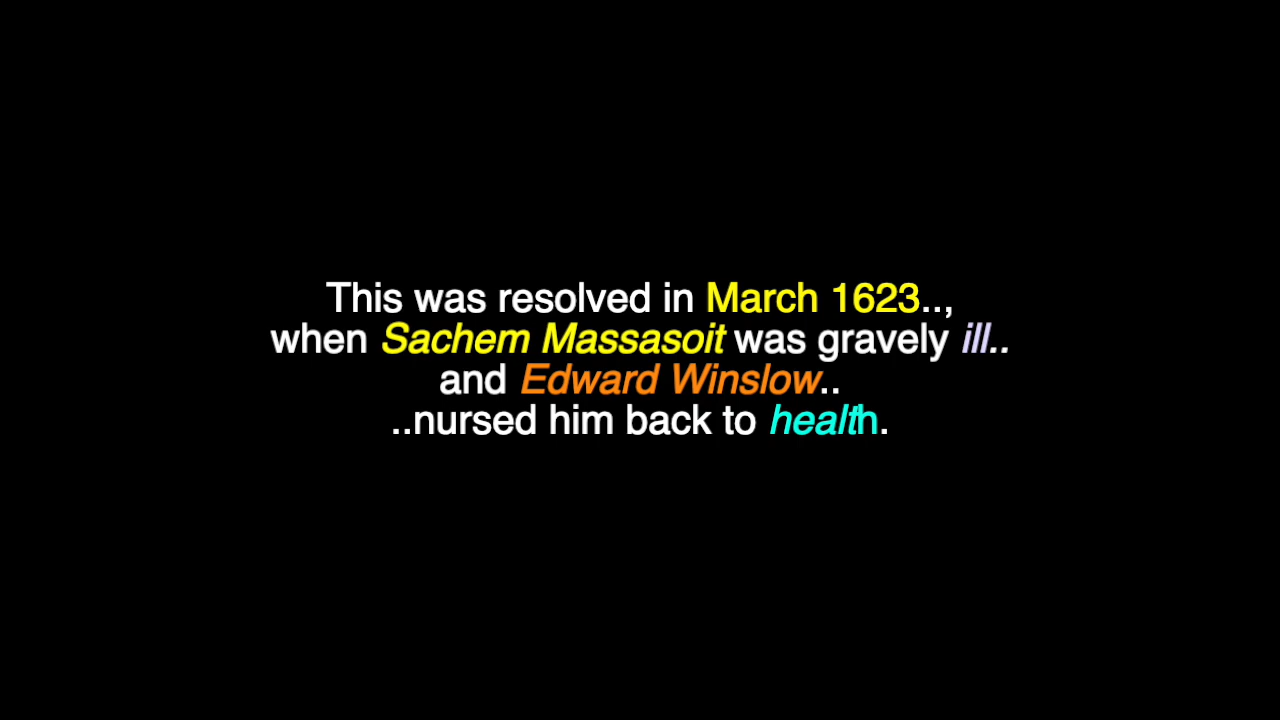 This was resolved in March 1623..,
when Sachem Massasoit was gravely ill..
and Edward Winslow..
..nursed him back to health.